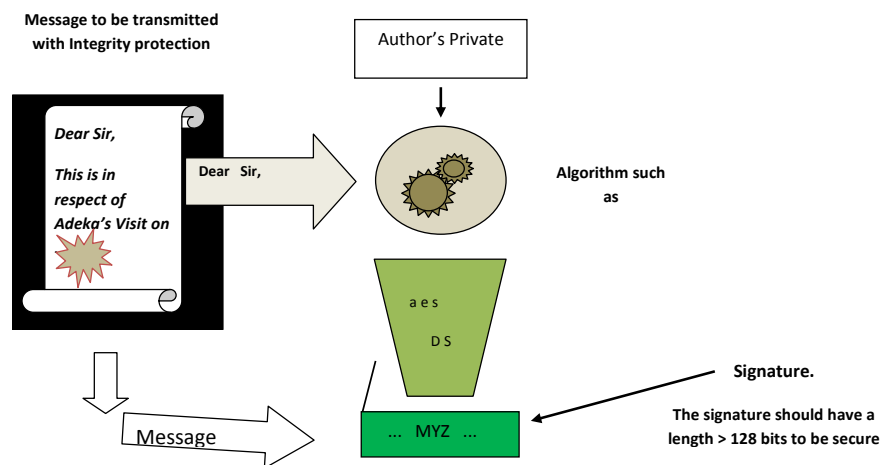 Message to be transmitted
with Integrity protection
Author's Private
Dear Sir,
This is in
respect of
Adeka's Visit on
Dear Sir,
Algorithm such
as
a e s
D S
Signature.
The signature should have a
length > 128 bits to be secure
Message
... MYZ ...